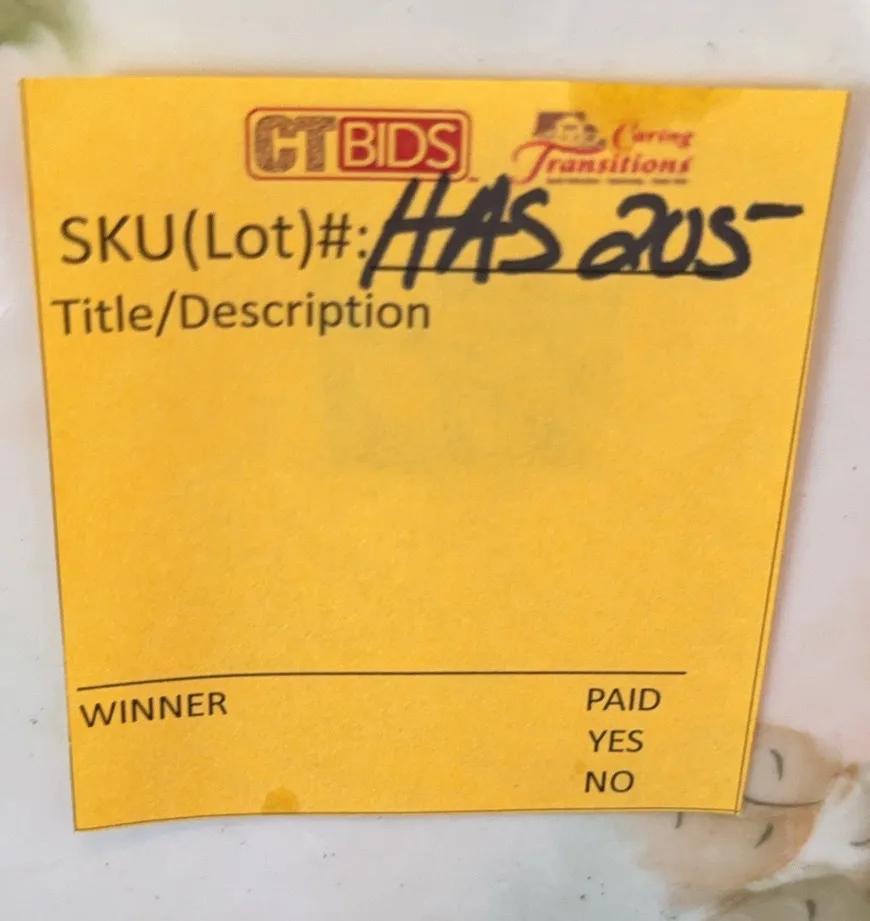 CTBIDS Caring
Transitions
SKU(Lot)#: HAS 205
Title/Description
WINNER PAID
YES
NO